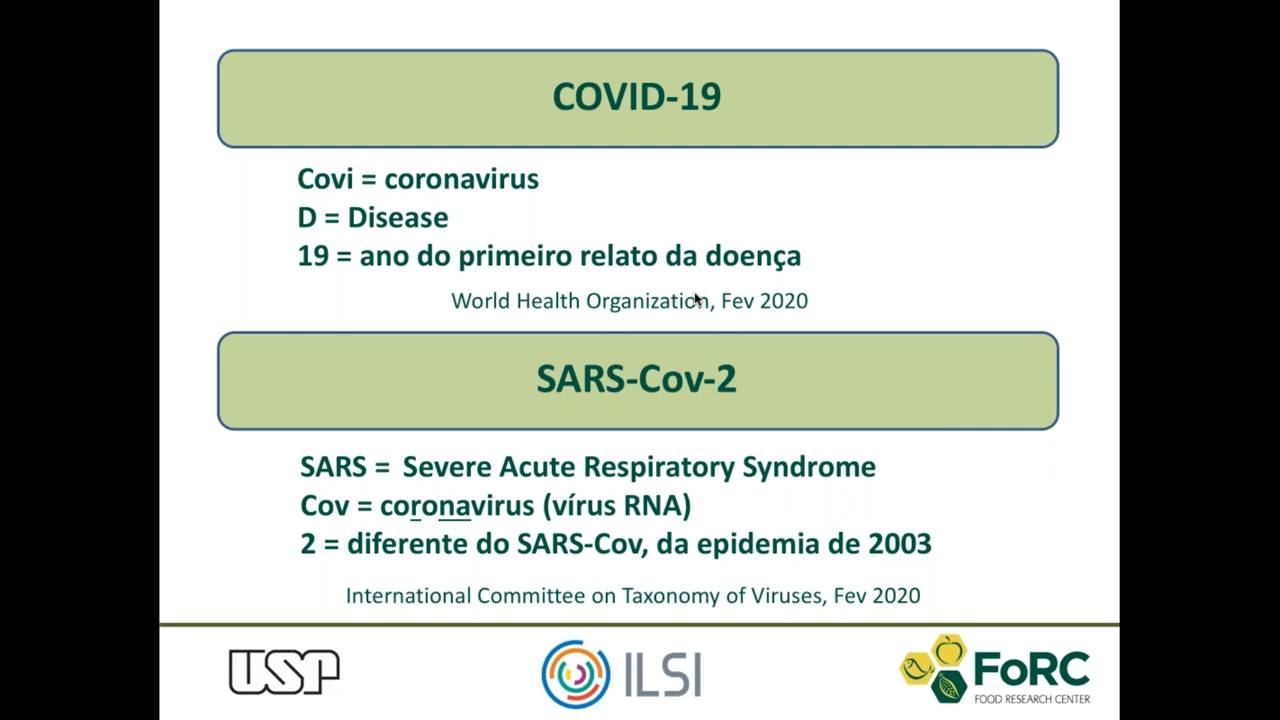 COVID-19
Covi = coronavirus
D = Disease
19 = ano do primeiro relato da doença
World Health Organization, Fev 2020
SARS-Cov-2
SARS = Severe Acute Respiratory Syndrome
Cov = coronavirus (vírus RNA)
2 = diferente do SARS-Cov, da epidemia de 2003
International Committee on Taxonomy of Viruses, Fev 2020
USP
ILSI
FoRC
FOOD RESEARCH CENTER